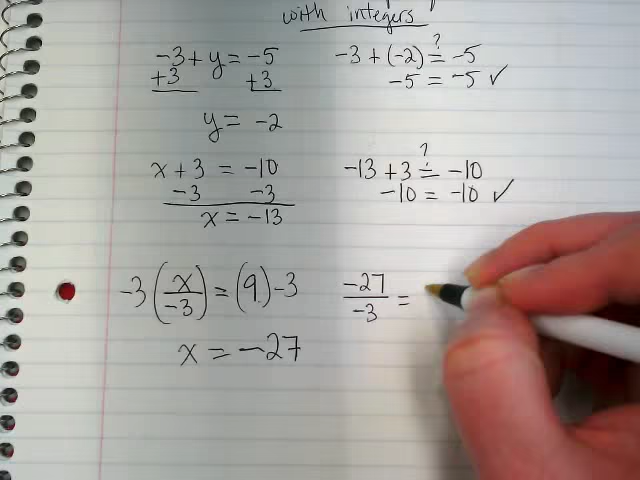 with integers
-3 + y = -5
+3 +3
y = -2
-3 + (-2) ≟ -5
-5 = -5 ✓
x + 3 = -10
-3 -3
x = -13
-13 + 3 ≟ -10
-10 = -10 ✓
-3 (x/-3) = (9) -3
x = -27
-27/-3 =